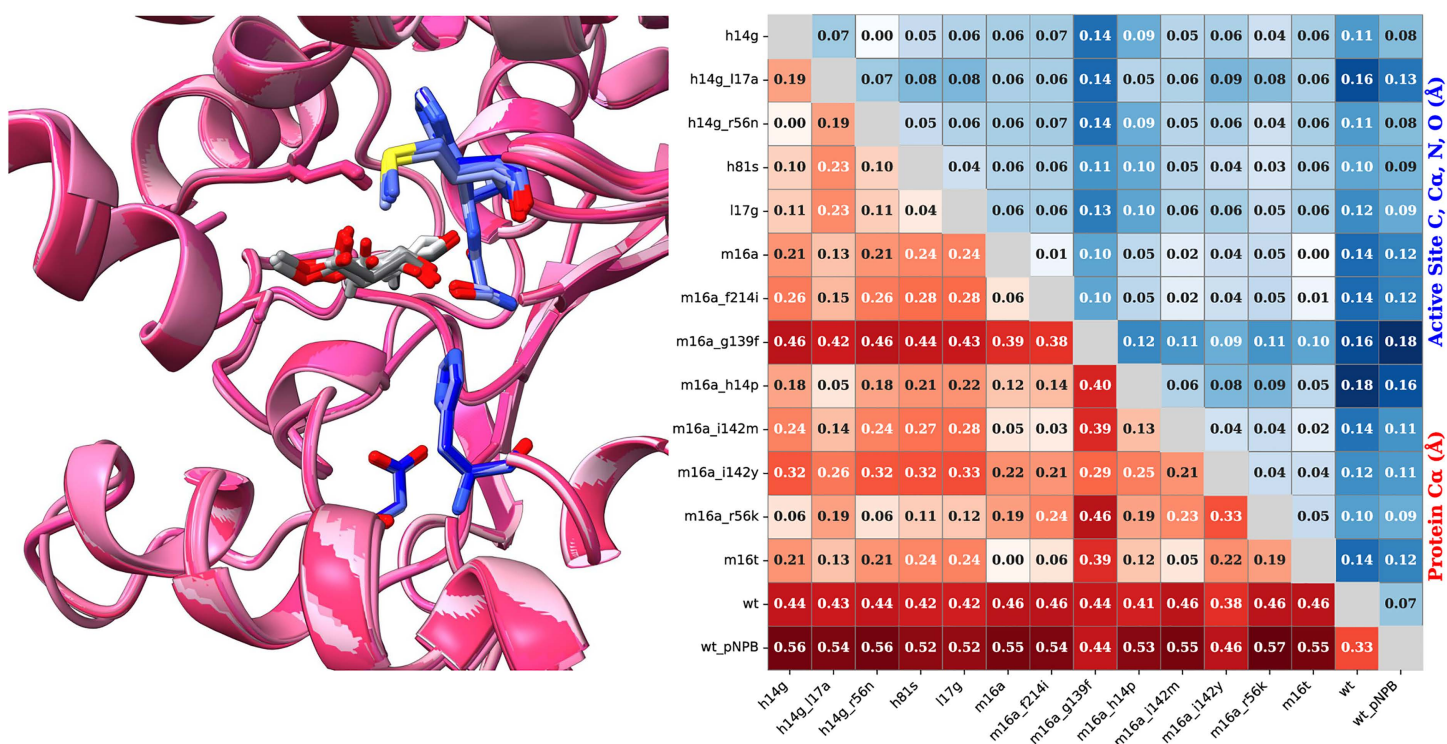 h14g 0.07 0.00 0.05 0.06 0.06 0.07 0.14 0.09 0.05 0.06 0.04 0.06 0.11 0.08
h14g_l17a 0.19 0.07 0.08 0.08 0.06 0.06 0.14 0.05 0.06 0.09 0.08 0.06 0.16 0.13
h14g_r56n 0.00 0.19 0.05 0.06 0.06 0.07 0.14 0.09 0.05 0.06 0.04 0.06 0.11 0.08
h81s 0.10 0.23 0.10 0.04 0.06 0.06 0.11 0.10 0.05 0.04 0.03 0.06 0.10 0.09
l17g 0.11 0.23 0.11 0.04 0.06 0.06 0.13 0.10 0.06 0.06 0.05 0.06 0.12 0.09
m16a 0.21 0.13 0.21 0.24 0.24 0.01 0.10 0.05 0.02 0.04 0.05 0.00 0.14 0.12
m16a_f214i 0.26 0.15 0.26 0.28 0.28 0.06 0.10 0.05 0.02 0.04 0.05 0.01 0.14 0.12
m16a_g139f 0.46 0.42 0.46 0.44 0.43 0.39 0.38 0.12 0.11 0.09 0.11 0.10 0.16 0.18
m16a_h14p 0.18 0.05 0.18 0.21 0.22 0.12 0.14 0.40 0.06 0.08 0.09 0.05 0.18 0.16
m16a_i142m 0.24 0.14 0.24 0.27 0.28 0.05 0.03 0.39 0.13 0.04 0.04 0.02 0.14 0.11
m16a_i142y 0.32 0.26 0.32 0.32 0.33 0.22 0.21 0.29 0.25 0.21 0.04 0.04 0.12 0.11
m16a_r56k 0.06 0.19 0.06 0.11 0.12 0.19 0.24 0.46 0.19 0.23 0.33 0.05 0.10 0.09
m16t 0.21 0.13 0.21 0.24 0.24 0.00 0.06 0.39 0.12 0.05 0.22 0.19 0.14 0.12
wt 0.44 0.43 0.44 0.42 0.42 0.46 0.46 0.44 0.41 0.46 0.38 0.46 0.46 0.07
wt_pNPB 0.56 0.54 0.56 0.52 0.52 0.55 0.54 0.44 0.53 0.55 0.46 0.57 0.55 0.33
h14g h14g_l17a h14g_r56n h81s l17g m16a m16a_f214i m16a_g139f m16a_h14p m16a_i142m m16a_i142y m16a_r56k m16t wt wt_pNPB
Active Site C, Cα, N, O (Å)
Protein Cα (Å)